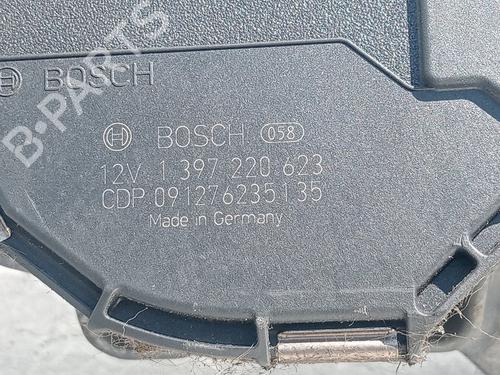 BOSCH
B-PARTS
BOSCH 058
12V 1 397 220 623
CDP 091276235135
Made in Germany